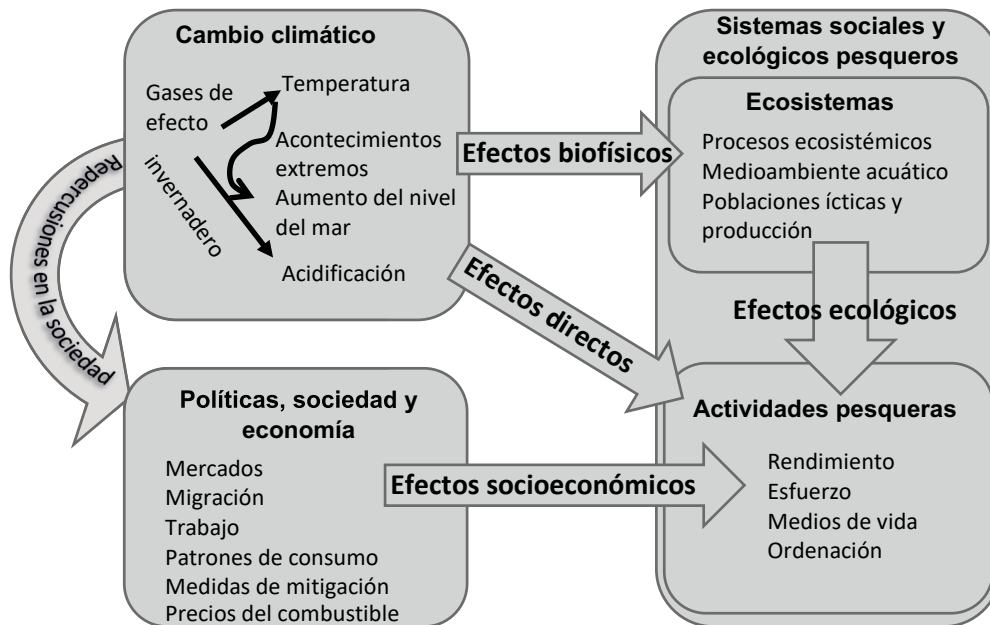 Cambio climático
Gases de
efecto
invernadero
Temperatura
Acontecimientos
extremos
Aumento del nivel
del mar
Acidificación
Repercusiones en la sociedad
Políticas, sociedad y
economía
Mercados
Migración
Trabajo
Patrones de consumo
Medidas de mitigación
Precios del combustible
Efectos biofísicos
Efectos directos
Efectos socioeconómicos
Sistemas sociales y
ecológicos pesqueros
Ecosistemas
Procesos ecosistémicos
Medioambiente acuático
Poblaciones ícticas y
producción
Efectos ecológicos
Actividades pesqueras
Rendimiento
Esfuerzo
Medios de vida
Ordenación